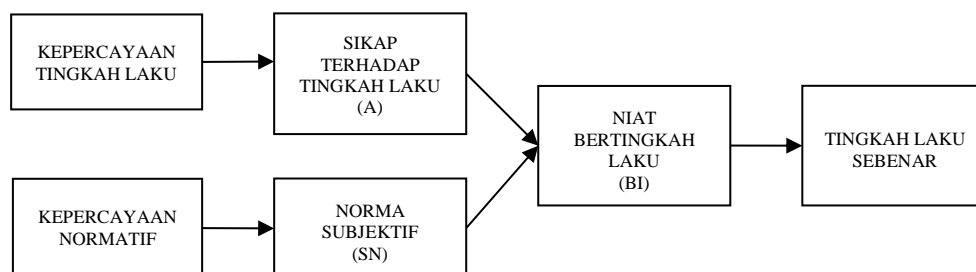 KEPERCAYAAN
TINGKAH LAKU
SIKAP
TERHADAP
TINGKAH LAKU
(A)
KEPERCAYAAN
NORMATIF
NORMA
SUBJEKTIF
(SN)
NIAT
BERTINGKAH
LAKU
(BI)
TINGKAH LAKU
SEBENAR